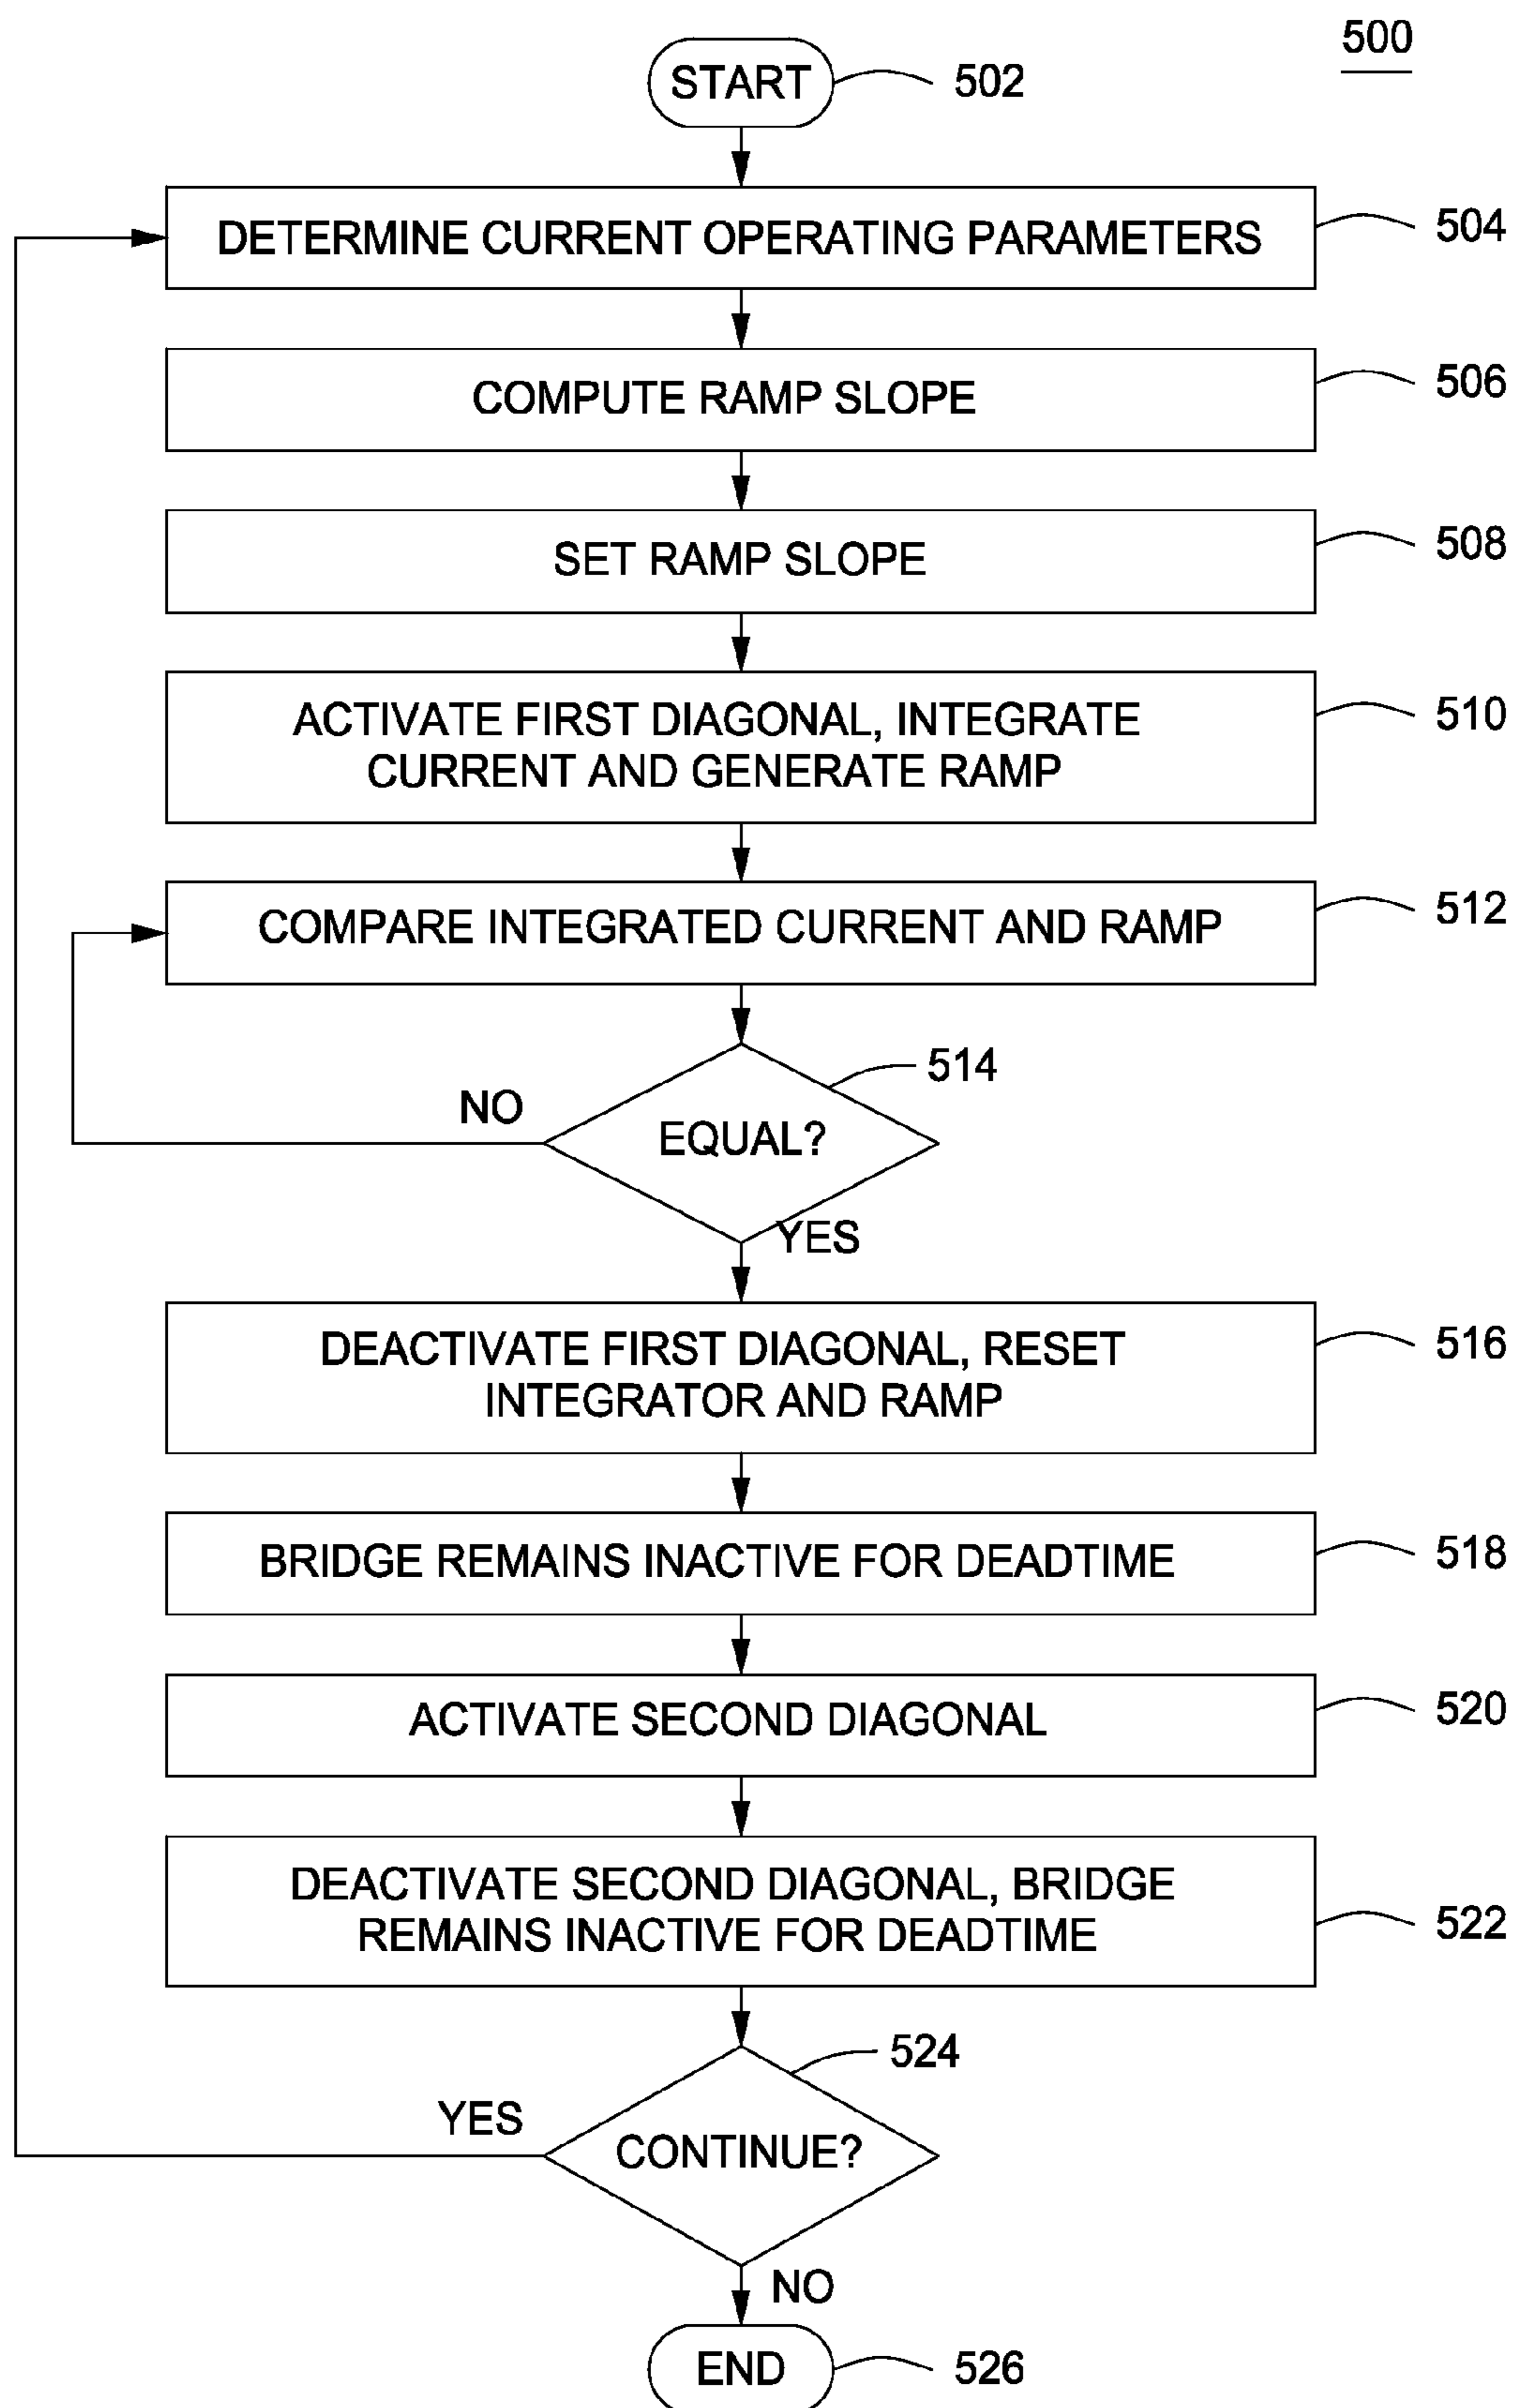 500
START
502
DETERMINE CURRENT OPERATING PARAMETERS
504
COMPUTE RAMP SLOPE
506
SET RAMP SLOPE
508
ACTIVATE FIRST DIAGONAL, INTEGRATE
CURRENT AND GENERATE RAMP
510
COMPARE INTEGRATED CURRENT AND RAMP
512
514
NO
EQUAL?
YES
DEACTIVATE FIRST DIAGONAL, RESET
INTEGRATOR AND RAMP
516
BRIDGE REMAINS INACTIVE FOR DEADTIME
518
ACTIVATE SECOND DIAGONAL
520
DEACTIVATE SECOND DIAGONAL, BRIDGE
REMAINS INACTIVE FOR DEADTIME
522
524
YES
CONTINUE?
NO
END
526